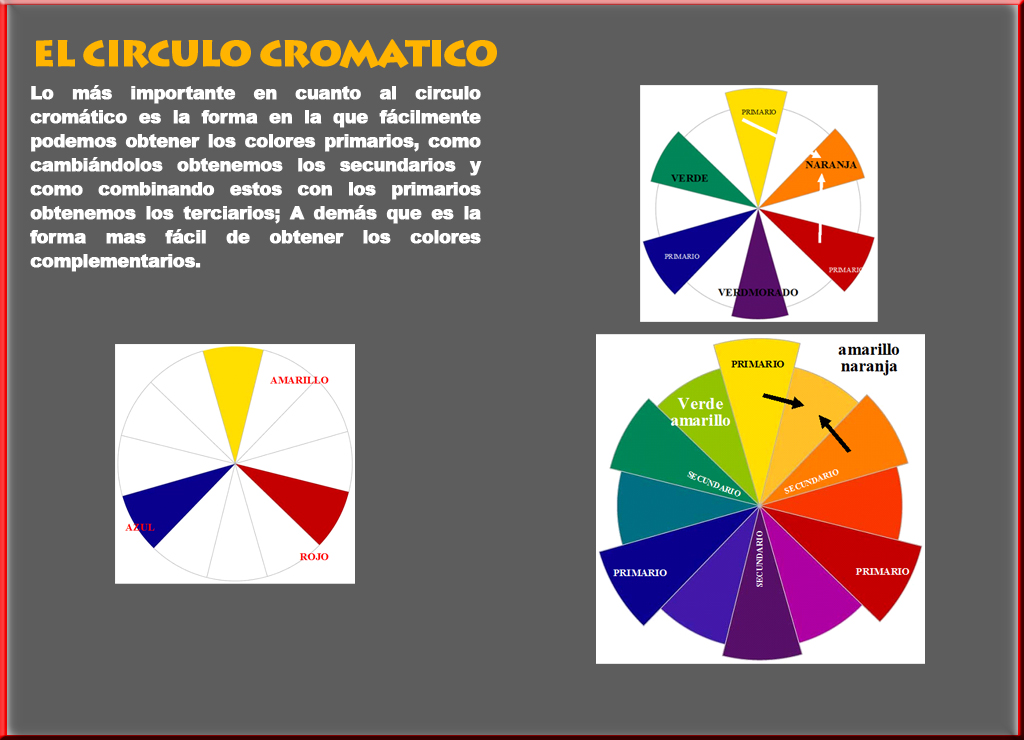 EL CIRCULO CROMATICO
Lo más importante en cuanto al circulo
cromático es la forma en la que fácilmente
podemos obtener los colores primarios, como
cambiándolos obtenemos los secundarios y
como combinando estos con los primarios
obtenemos los terciarios; A demás que es la
forma mas fácil de obtener los colores
complementarios.
PRIMARIO
NARANJA
VERDE
PRIMARIO
PRIMARIO
VERDMORADO
AMARILLO
AZUL
ROJO
amarillo
naranja
PRIMARIO
Verde
amarillo
SECUNDARIO
SECUNDARIO
SECUNDARIO
PRIMARIO
PRIMARIO